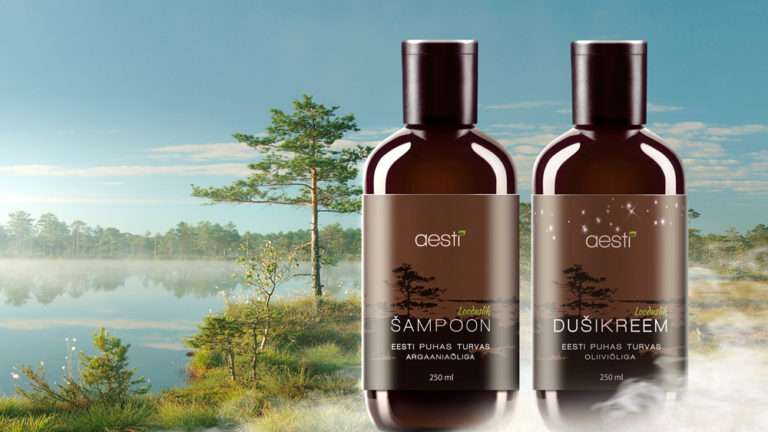 aesti
Looduslik
ŠAMPOON
EESTI PUHAS TURVAS
ARGAANIAÕLIGA
250 ml
aesti
Looduslik
DUŠIKREEM
EESTI PUHAS TURVAS
OLIIVIÕLIGA
250 ml